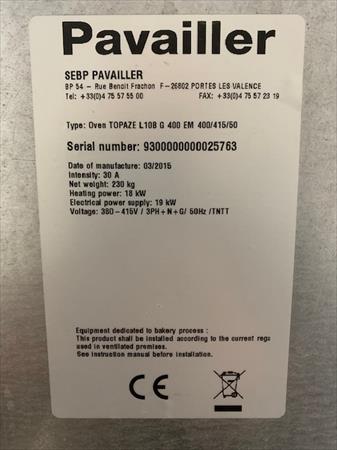 Pavailler
SEBP PAVAILLER
BP 54 – Rue Benoit Frachon F–26802 PORTES LES VALENCE
Tel: +33(0)4 75 57 55 00 FAX: +33(0)4 75 57 23 19
Type: Oven TOPAZE L10B G 400 EM 400/415/50
Serial number: 9300000000025763
Date of manufacture: 03/2015
Intensity: 30 A
Net weight: 230 kg
Heating power: 18 kW
Electrical power supply: 19 kW
Voltage: 380–415V / 3PH+N+G/ 50Hz /TNTT
Equipment dedicated to bakery process :
This product shall be installed according to the current regu
used in ventilated premises.
See instruction manual before installation.
CE